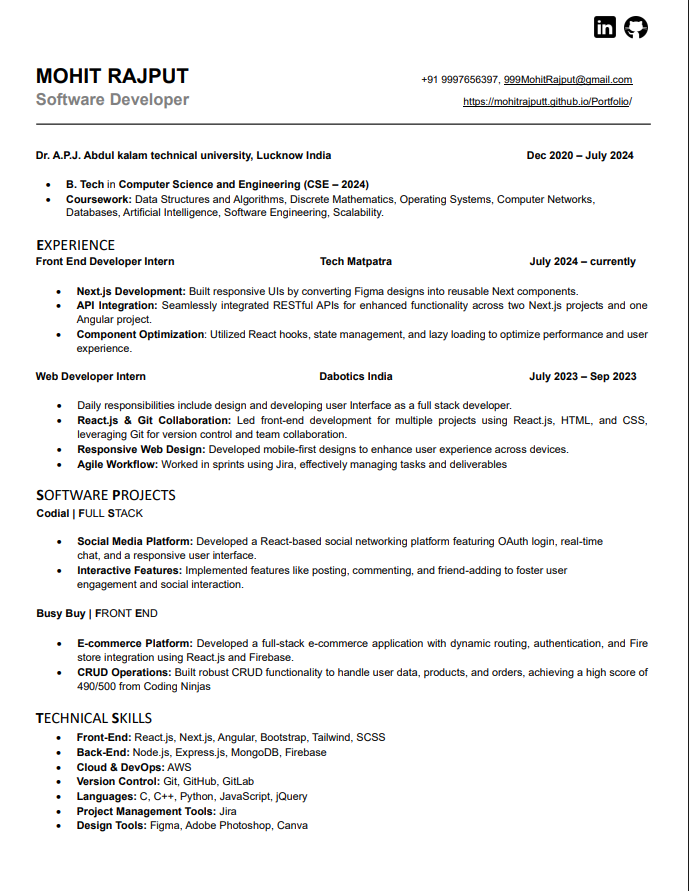 in
MOHIT RAJPUT
+91 9997656397, 999MohitRajput@gmail.com
Software Developer
https://mohitrajputt.github.io/Portfolio/
Dr. A.P.J. Abdul kalam technical university, Lucknow India Dec 2020 – July 2024
• B. Tech in Computer Science and Engineering (CSE – 2024)
• Coursework: Data Structures and Algorithms, Discrete Mathematics, Operating Systems, Computer Networks,
Databases, Artificial Intelligence, Software Engineering, Scalability.
EXPERIENCE
Front End Developer Intern Tech Matpatra July 2024 – currently
• Next.js Development: Built responsive UIs by converting Figma designs into reusable Next components.
• API Integration: Seamlessly integrated RESTful APIs for enhanced functionality across two Next.js projects and one
Angular project.
• Component Optimization: Utilized React hooks, state management, and lazy loading to optimize performance and user
experience.
Web Developer Intern Dabotics India July 2023 – Sep 2023
• Daily responsibilities include design and developing user Interface as a full stack developer.
• React.js & Git Collaboration: Led front-end development for multiple projects using React.js, HTML, and CSS,
leveraging Git for version control and team collaboration.
• Responsive Web Design: Developed mobile-first designs to enhance user experience across devices.
• Agile Workflow: Worked in sprints using Jira, effectively managing tasks and deliverables
SOFTWARE PROJECTS
Codial | FULL STACK
• Social Media Platform: Developed a React-based social networking platform featuring OAuth login, real-time
chat, and a responsive user interface.
• Interactive Features: Implemented features like posting, commenting, and friend-adding to foster user
engagement and social interaction.
Busy Buy | FRONT END
• E-commerce Platform: Developed a full-stack e-commerce application with dynamic routing, authentication, and Fire
store integration using React.js and Firebase.
• CRUD Operations: Built robust CRUD functionality to handle user data, products, and orders, achieving a high score of
490/500 from Coding Ninjas
TECHNICAL SKILLS
• Front-End: React.js, Next.js, Angular, Bootstrap, Tailwind, SCSS
• Back-End: Node.js, Express.js, MongoDB, Firebase
• Cloud & DevOps: AWS
• Version Control: Git, GitHub, GitLab
• Languages: C, C++, Python, JavaScript, jQuery
• Project Management Tools: Jira
• Design Tools: Figma, Adobe Photoshop, Canva